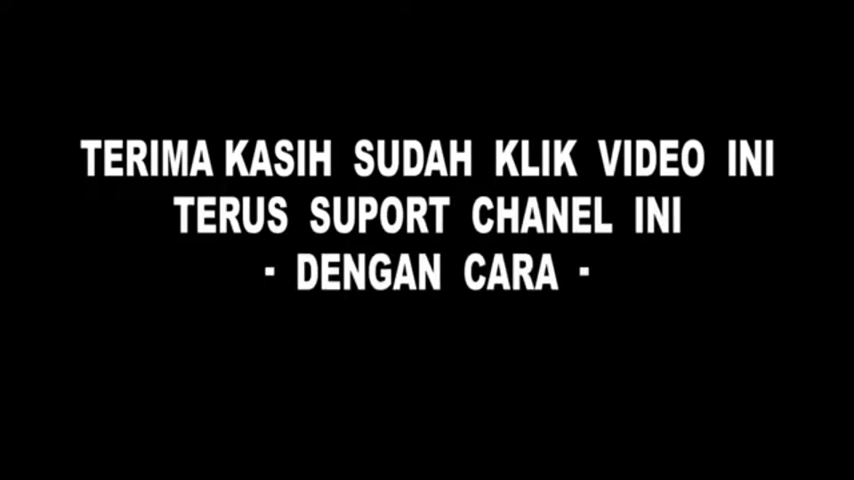 TERIMA KASIH SUDAH KLIK VIDEO INI
TERUS SUPORT CHANEL INI
- DENGAN CARA -